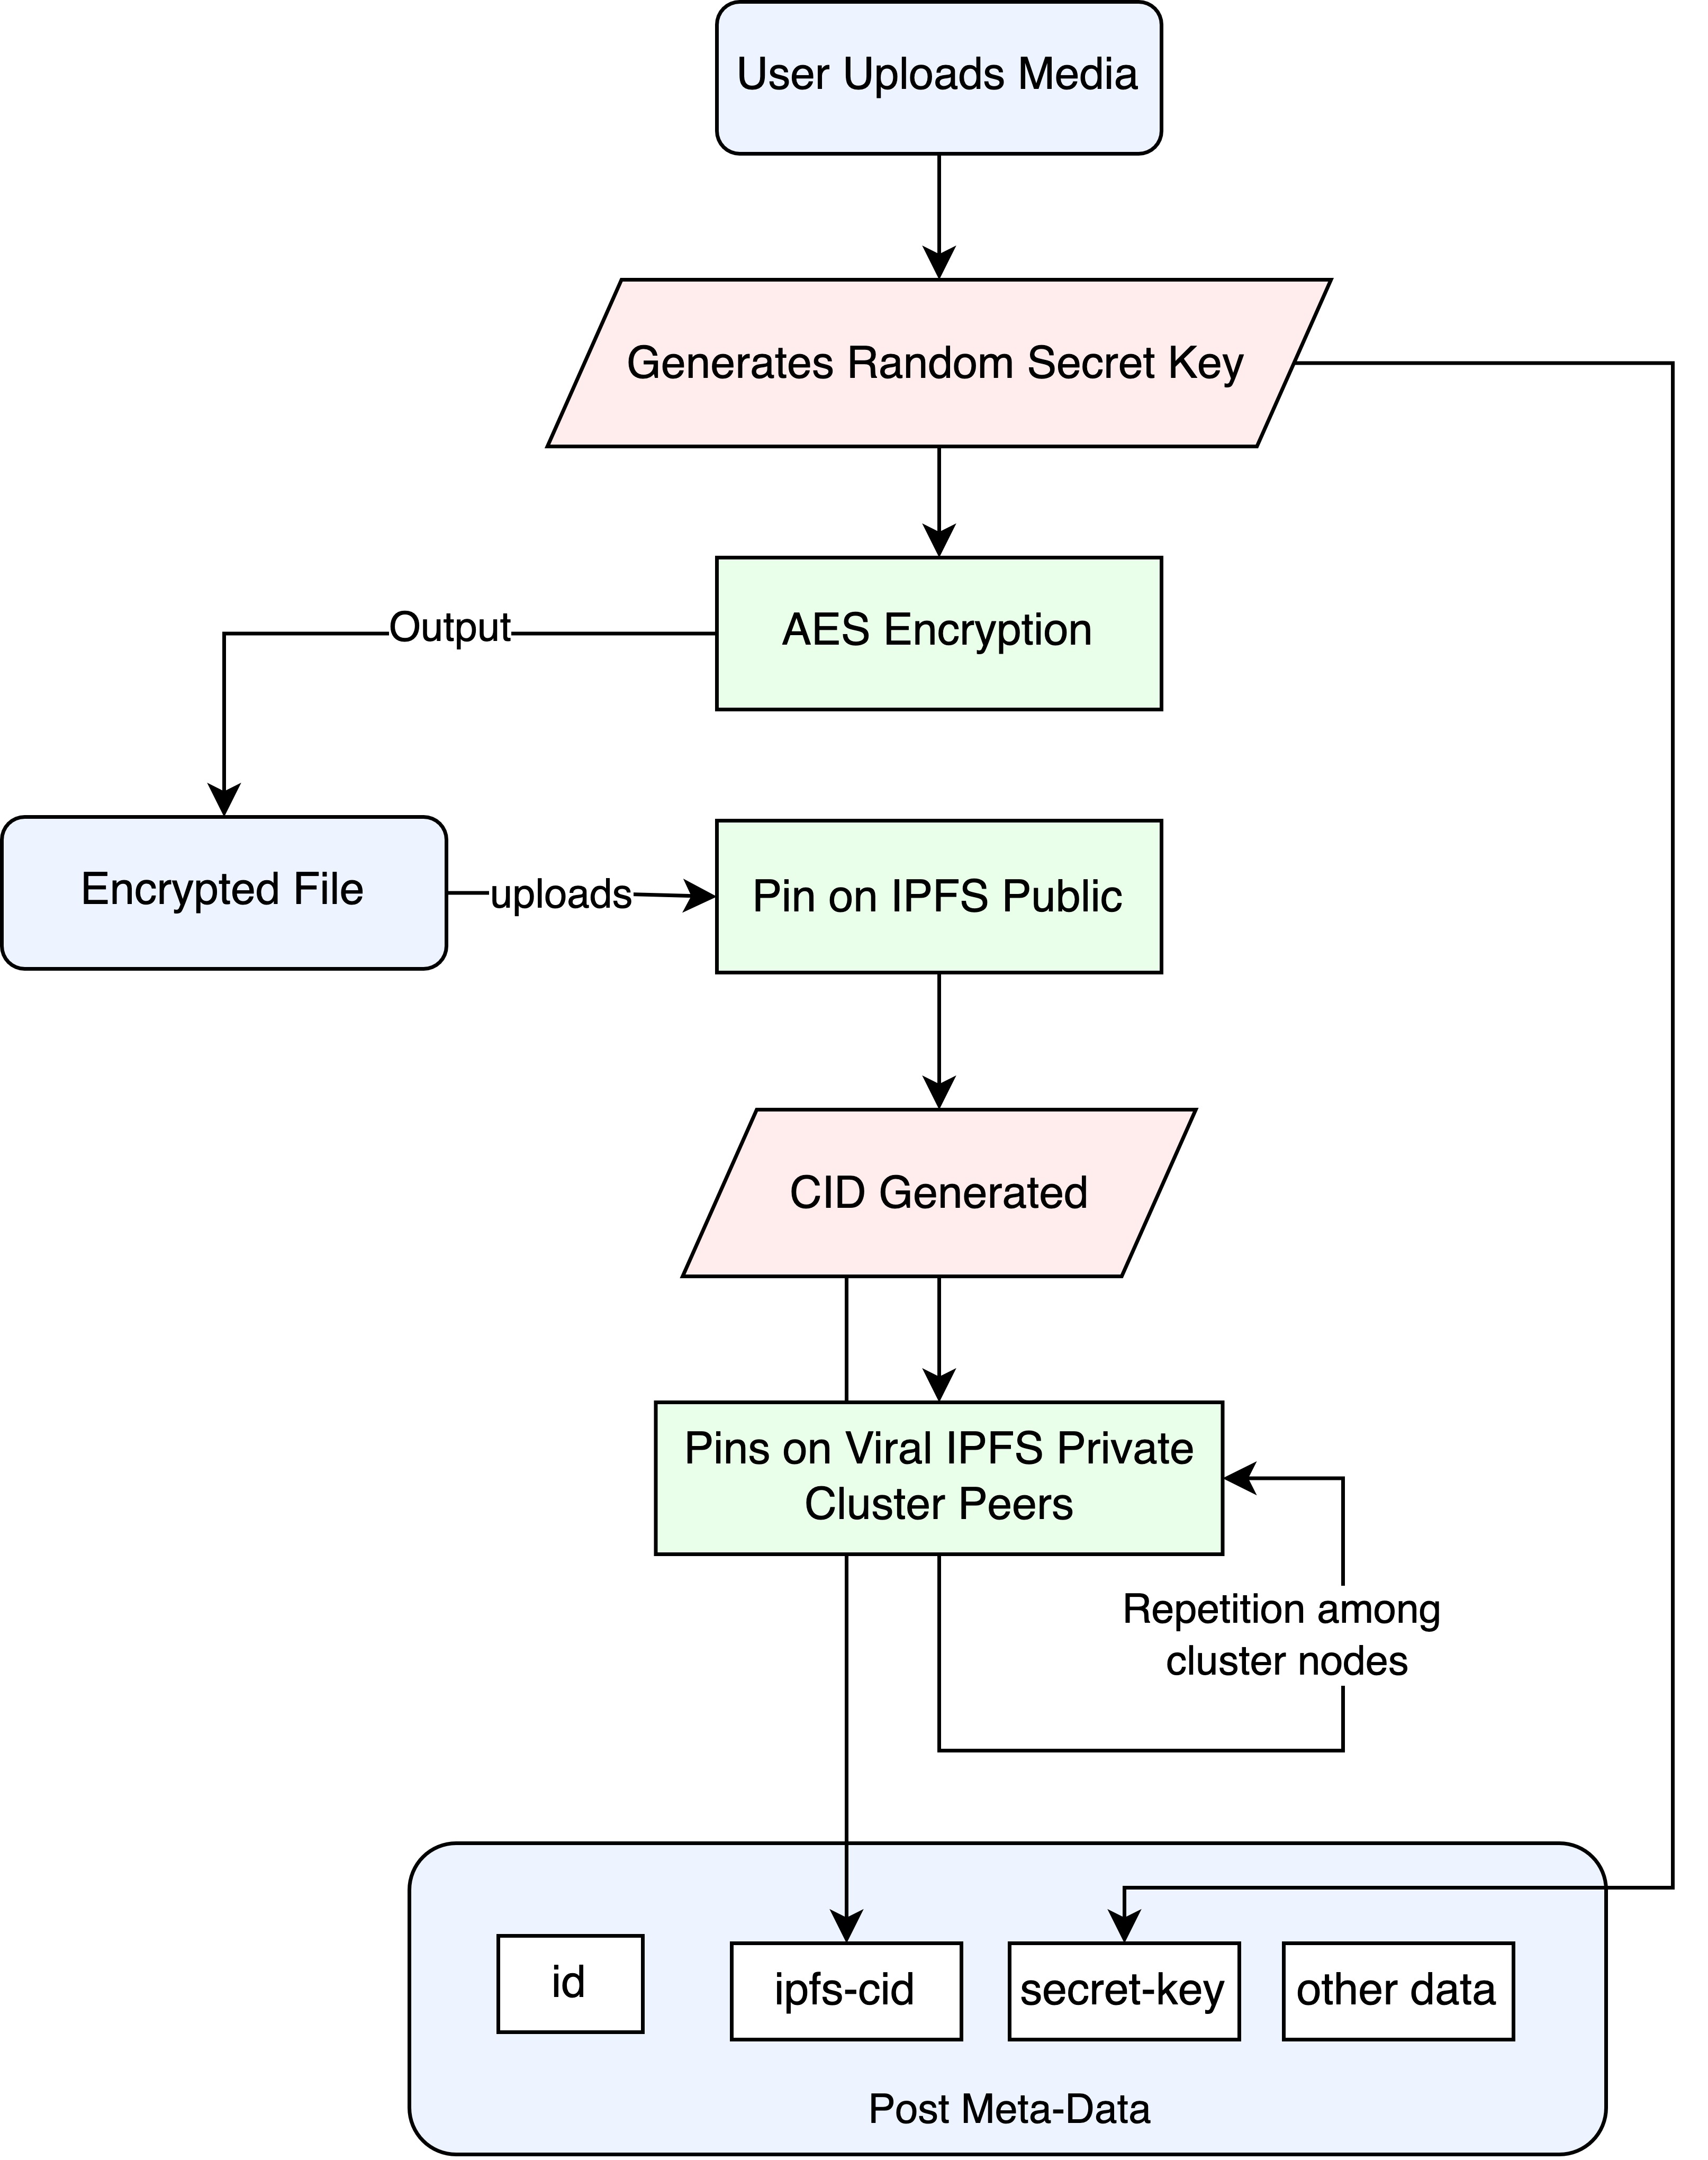 User Uploads Media
Generates Random Secret Key
AES Encryption
Output
Encrypted File
uploads
Pin on IPFS Public
CID Generated
Pins on Viral IPFS Private
Cluster Peers
Repetition among
cluster nodes
id
ipfs-cid
secret-key
other data
Post Meta-Data